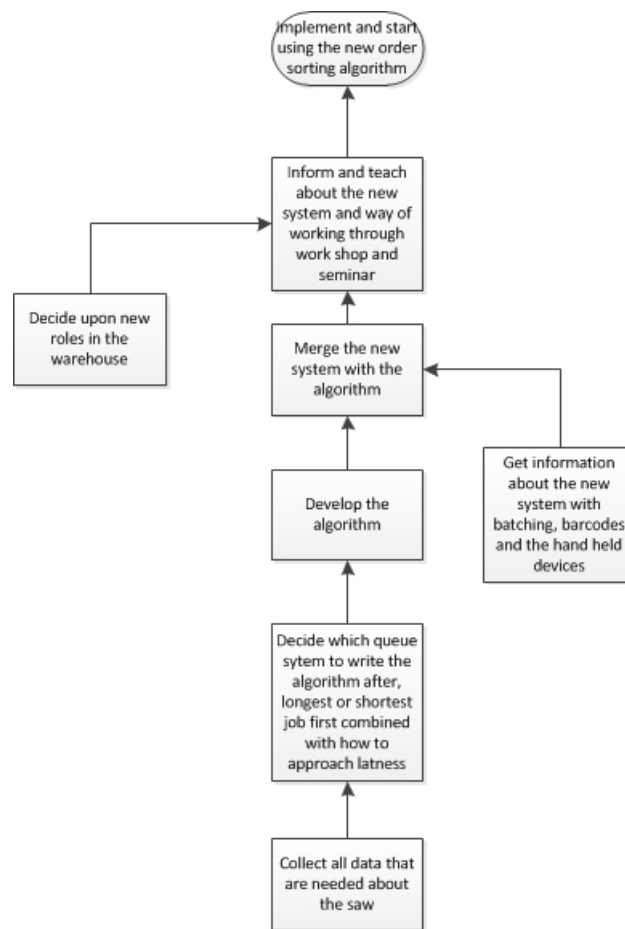 Implement and start
using the new order
sorting algorithm
Inform and teach
about the new
system and way of
working through
work shop and
seminar
Decide upon new
roles in the
warehouse
Merge the new
system with the
algorithm
Get information
about the new
system with
batching, barcodes
and the hand held
devices
Develop the
algorithm
Decide which queue
sytem to write the
algorithm after,
longest or shortest
job first combined
with how to
approach latness
Collect all data that
are needed about
the saw